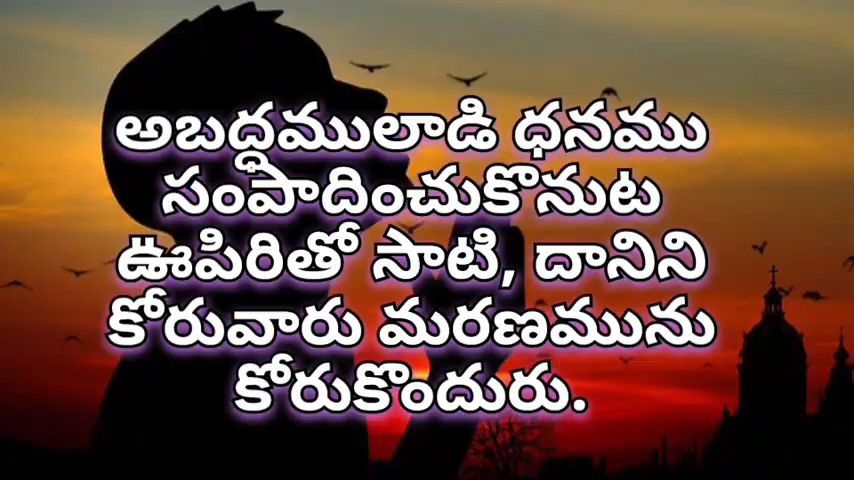 అబద్ధములాడి ధనము
సంపాదించుకొనుట
ఊపిరితో సాటి, దానిని
కోరువారు మరణమును
కోరుకొందురు.